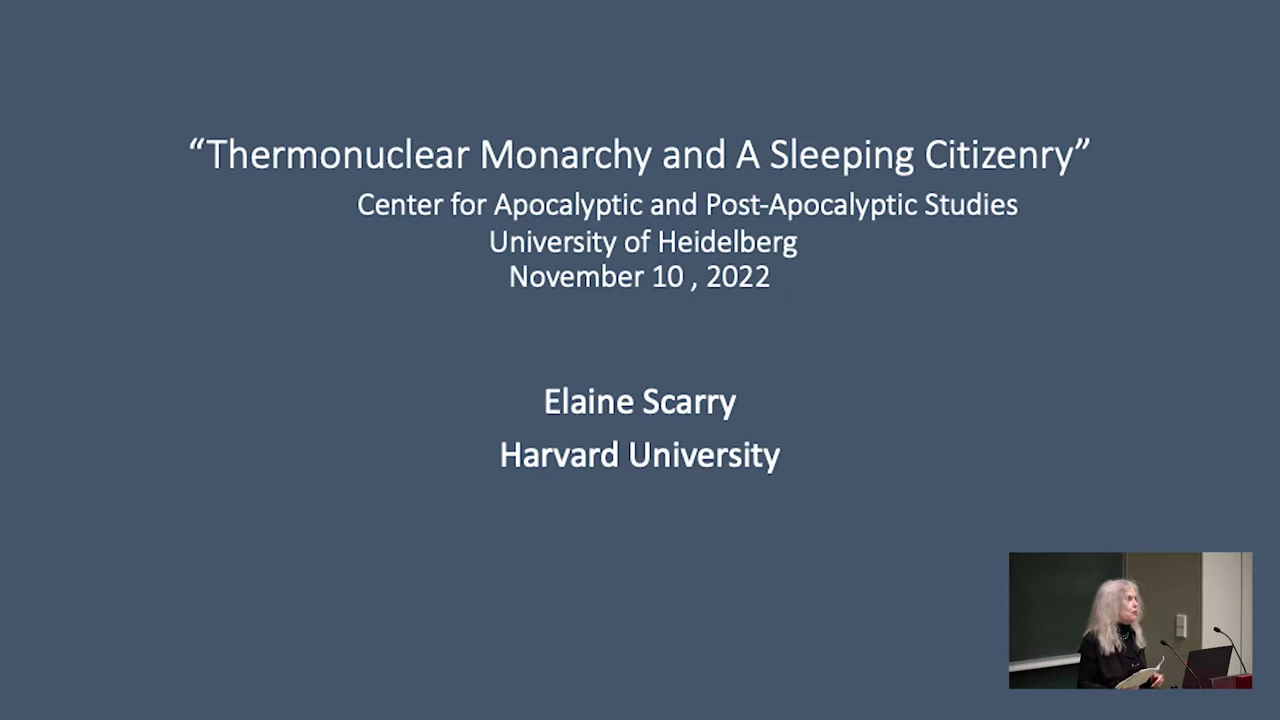 “Thermonuclear Monarchy and A Sleeping Citizenry”
Center for Apocalyptic and Post-Apocalyptic Studies
University of Heidelberg
November 10 , 2022
Elaine Scarry
Harvard University